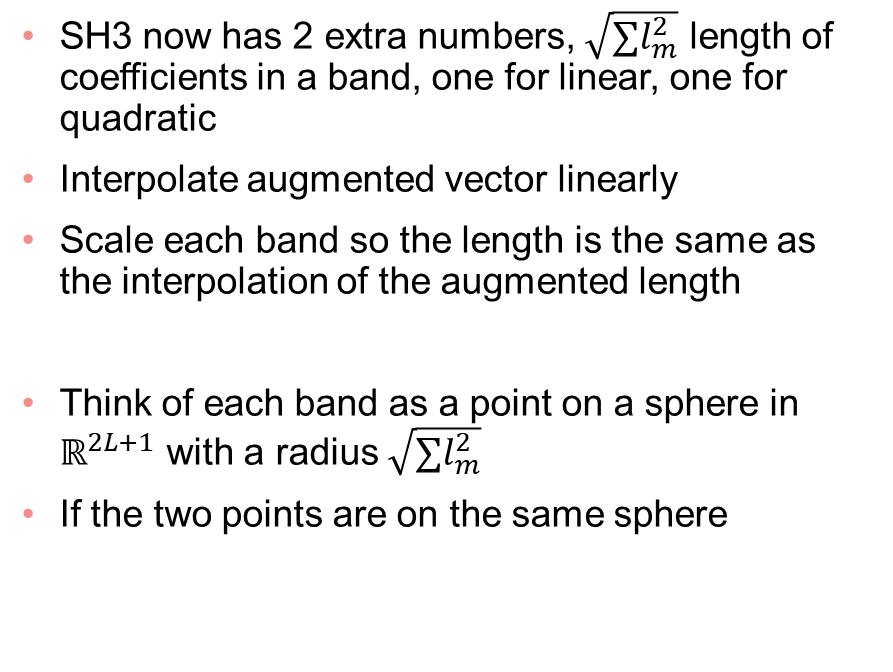 • SH3 now has 2 extra numbers, √∑l²ₘ length of
coefficients in a band, one for linear, one for
quadratic
• Interpolate augmented vector linearly
• Scale each band so the length is the same as
the interpolation of the augmented length
• Think of each band as a point on a sphere in
ℝ²ᴸ⁺¹ with a radius √∑l²ₘ
• If the two points are on the same sphere